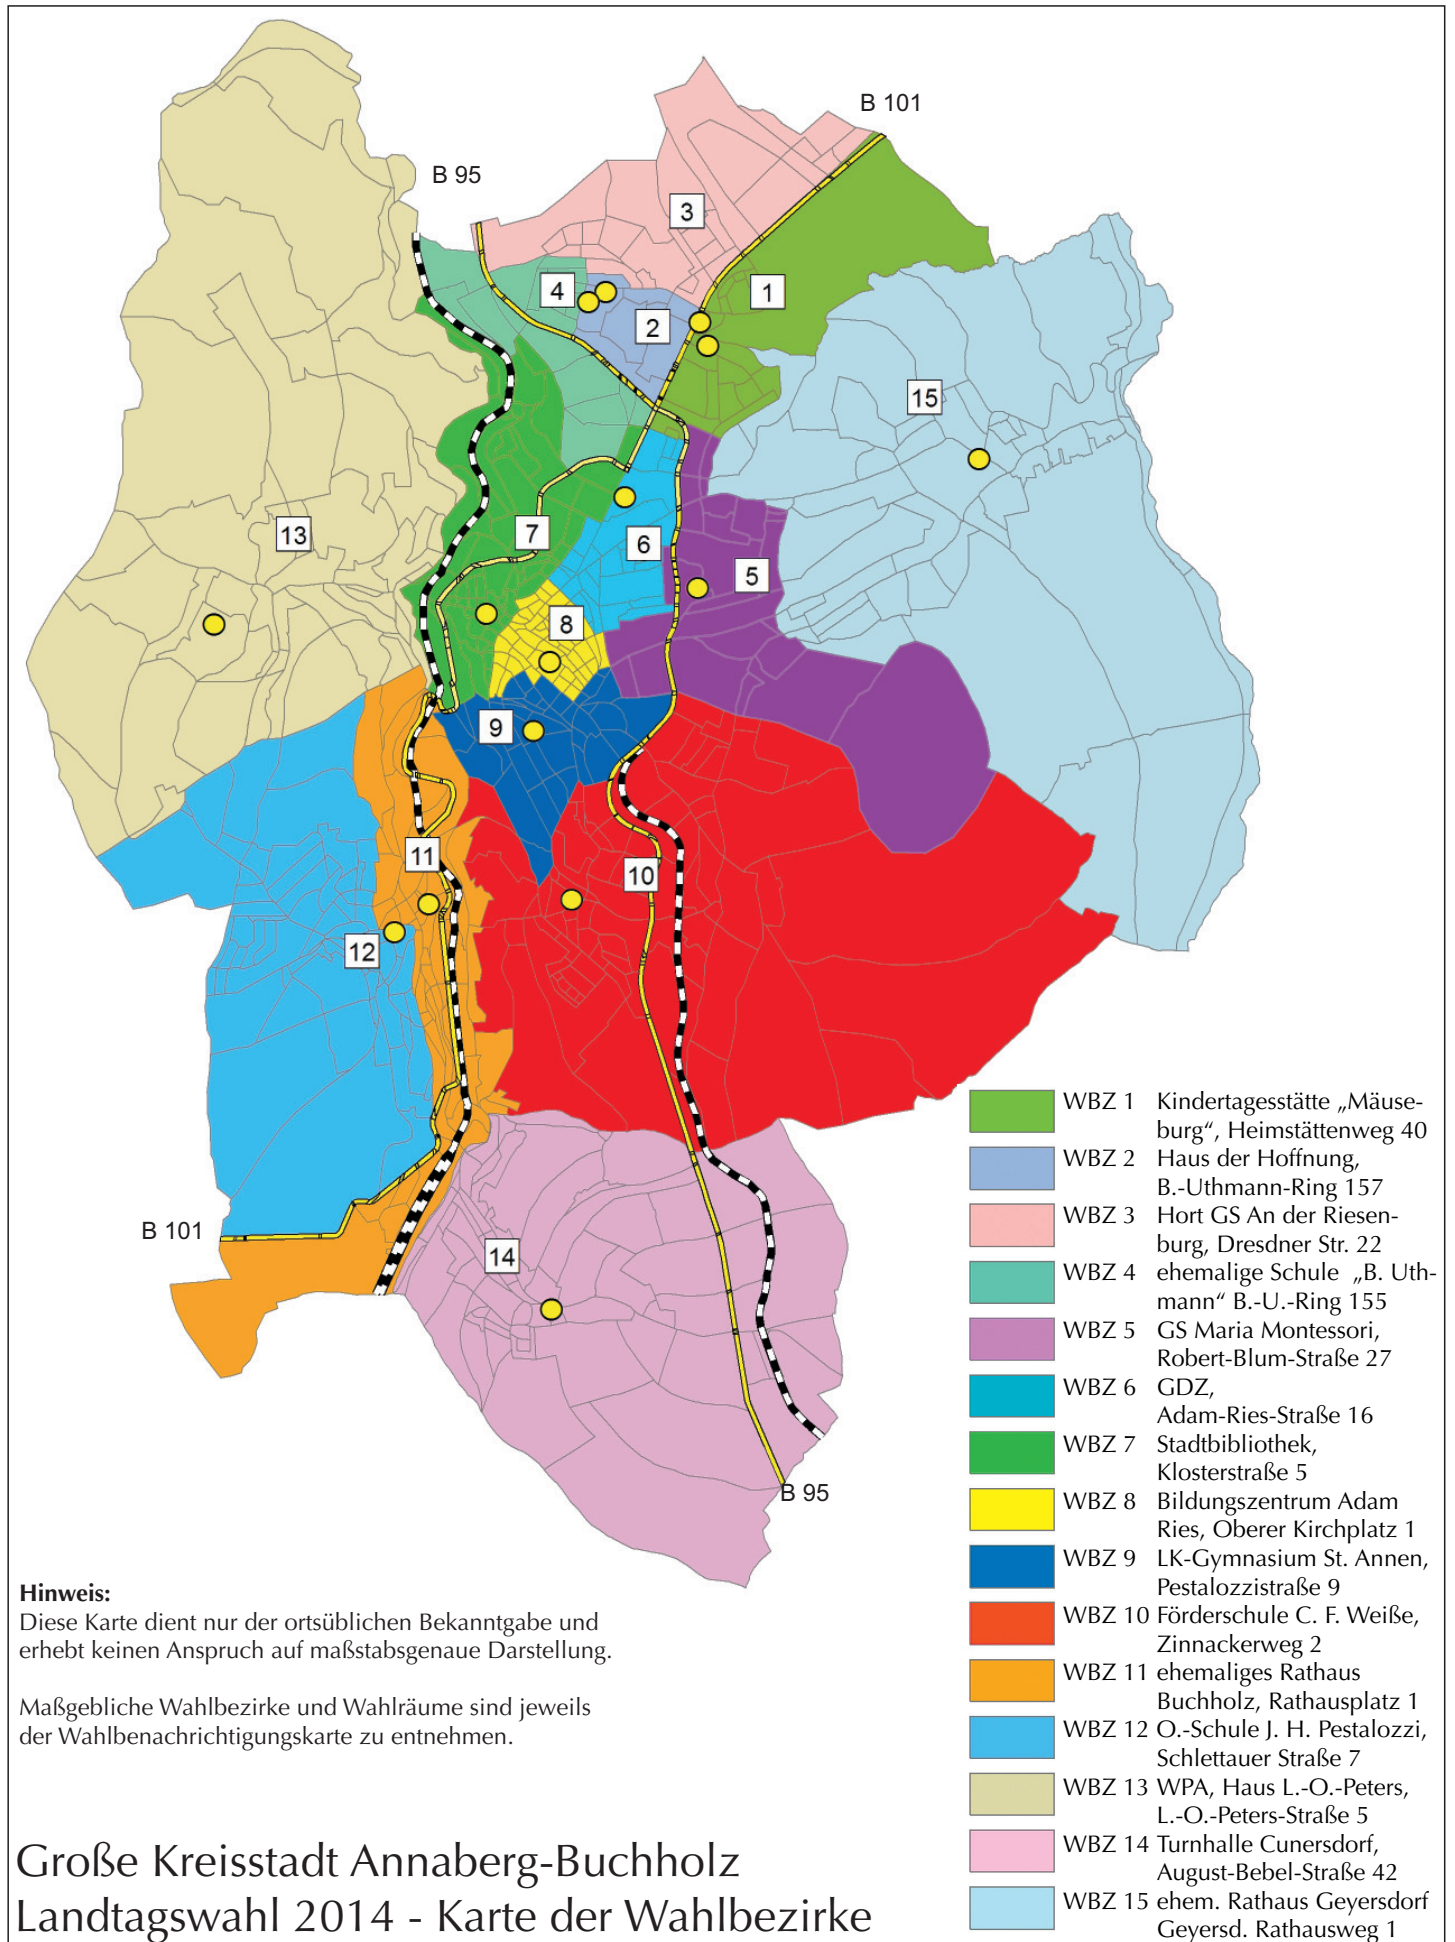 B 101
B 95
3
4
1
2
15
13
7
6
5
8
9
11
10
12
14
B 101
B 95
WBZ 1 Kindertagesstätte „Mäuse-
burg“, Heimstättenweg 40
WBZ 2 Haus der Hoffnung,
B.-Uthmann-Ring 157
WBZ 3 Hort GS An der Riesen-
burg, Dresdner Str. 22
WBZ 4 ehemalige Schule „B. Uth-
mann“ B.-U.-Ring 155
WBZ 5 GS Maria Montessori,
Robert-Blum-Straße 27
WBZ 6 GDZ,
Adam-Ries-Straße 16
WBZ 7 Stadtbibliothek,
Klosterstraße 5
WBZ 8 Bildungszentrum Adam
Ries, Oberer Kirchplatz 1
WBZ 9 LK-Gymnasium St. Annen,
Pestalozzistraße 9
WBZ 10 Förderschule C. F. Weiße,
Zinnackerweg 2
WBZ 11 ehemaliges Rathaus
Buchholz, Rathausplatz 1
WBZ 12 O.-Schule J. H. Pestalozzi,
Schlettauer Straße 7
WBZ 13 WPA, Haus L.-O.-Peters,
L.-O.-Peters-Straße 5
WBZ 14 Turnhalle Cunersdorf,
August-Bebel-Straße 42
WBZ 15 ehem. Rathaus Geyersdorf
Geyersd. Rathausweg 1
Hinweis:
Diese Karte dient nur der ortsüblichen Bekanntgabe und
erhebt keinen Anspruch auf maßstabsgenaue Darstellung.
Maßgebliche Wahlbezirke und Wahlräume sind jeweils
der Wahlbenachrichtigungskarte zu entnehmen.
Große Kreisstadt Annaberg-Buchholz
Landtagswahl 2014 - Karte der Wahlbezirke